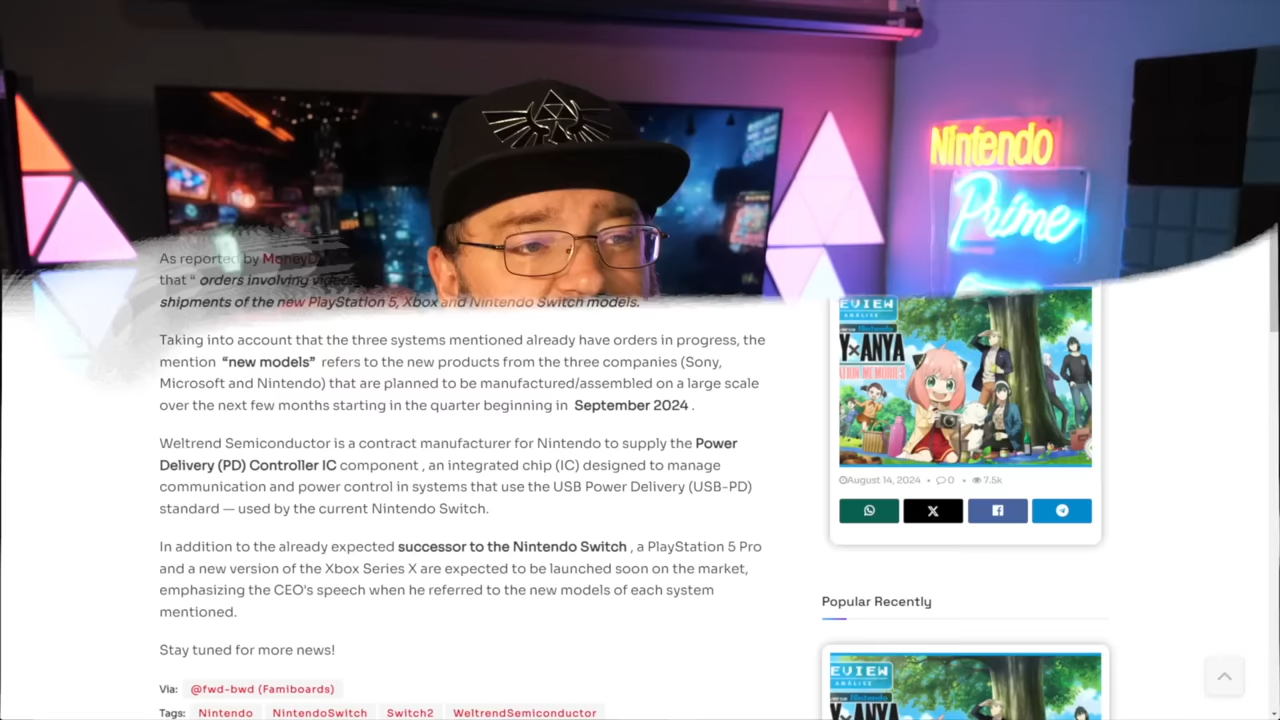 Nintendo
Prime
As reported by MoneyD
that “ orders involving vide
shipments of the new PlayStation 5, Xbox and Nintendo Switch models.
Taking into account that the three systems mentioned already have orders in progress, the
mention “new models” refers to the new products from the three companies (Sony,
Microsoft and Nintendo) that are planned to be manufactured/assembled on a large scale
over the next few months starting in the quarter beginning in September 2024 .
Weltrend Semiconductor is a contract manufacturer for Nintendo to supply the Power
Delivery (PD) Controller IC component , an integrated chip (IC) designed to manage
communication and power control in systems that use the USB Power Delivery (USB-PD)
standard — used by the current Nintendo Switch.
In addition to the already expected successor to the Nintendo Switch , a PlayStation 5 Pro
and a new version of the Xbox Series X are expected to be launched soon on the market,
emphasizing the CEO's speech when he referred to the new models of each system
mentioned.
Stay tuned for more news!
Via: @fwd-bwd (Famiboards)
Tags: Nintendo NintendoSwitch Switch2 WeltrendSemiconductor
EVIEW
ANÁLISE
Y×ANYA
ATION MEMORIES
August 14, 2024 • 0 • 7.5k
Popular Recently
EVIEW
ANÁLISE